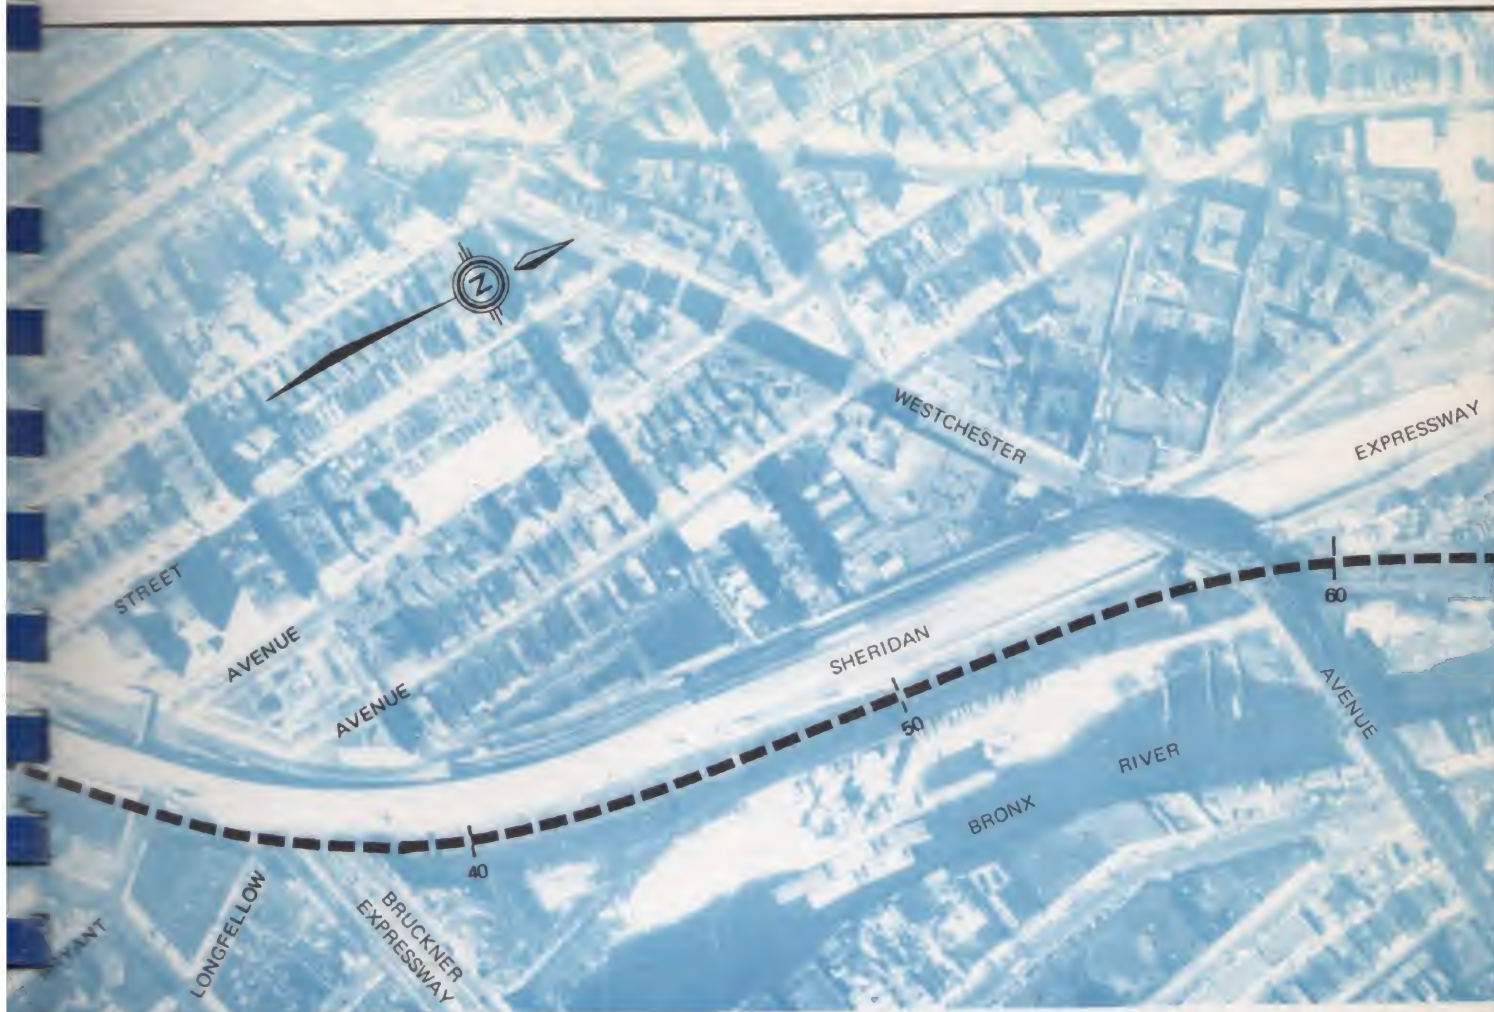 N
WESTCHESTER
EXPRESSWAY
STREET
60
AVENUE
SHERIDAN
AVENUE
AVENUE
50
RIVER
BRONX
40
LONGFELLOW
BRUCKNER
EXPRESSWAY